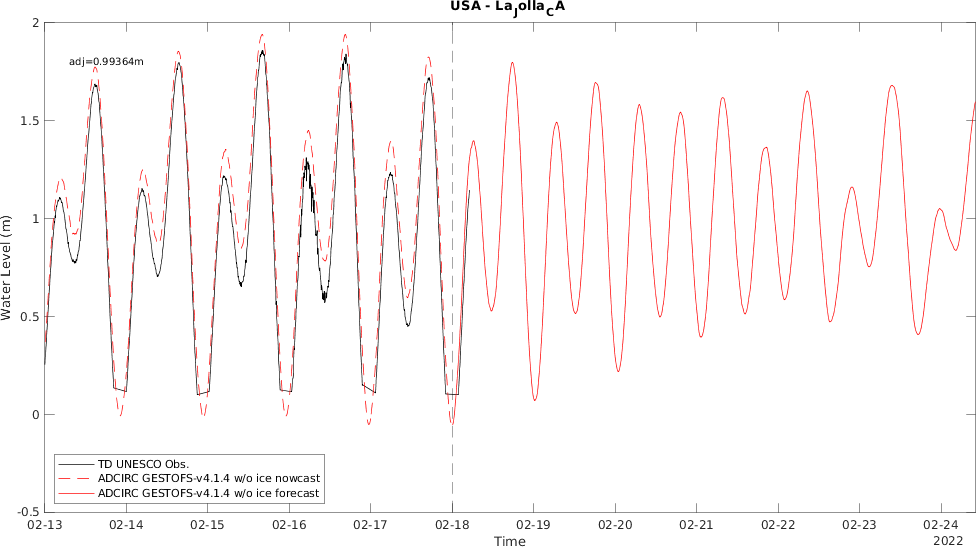 USA - LaJollaCA
adj=0.99364m
2
1.5
1
0.5
0
-0.5
Water Level (m)
TD UNESCO Obs.
ADCIRC GESTOFS-v4.1.4 w/o ice nowcast
ADCIRC GESTOFS-v4.1.4 w/o ice forecast
02-13 02-14 02-15 02-16 02-17 02-18 02-19 02-20 02-21 02-22 02-23 02-24
Time
2022